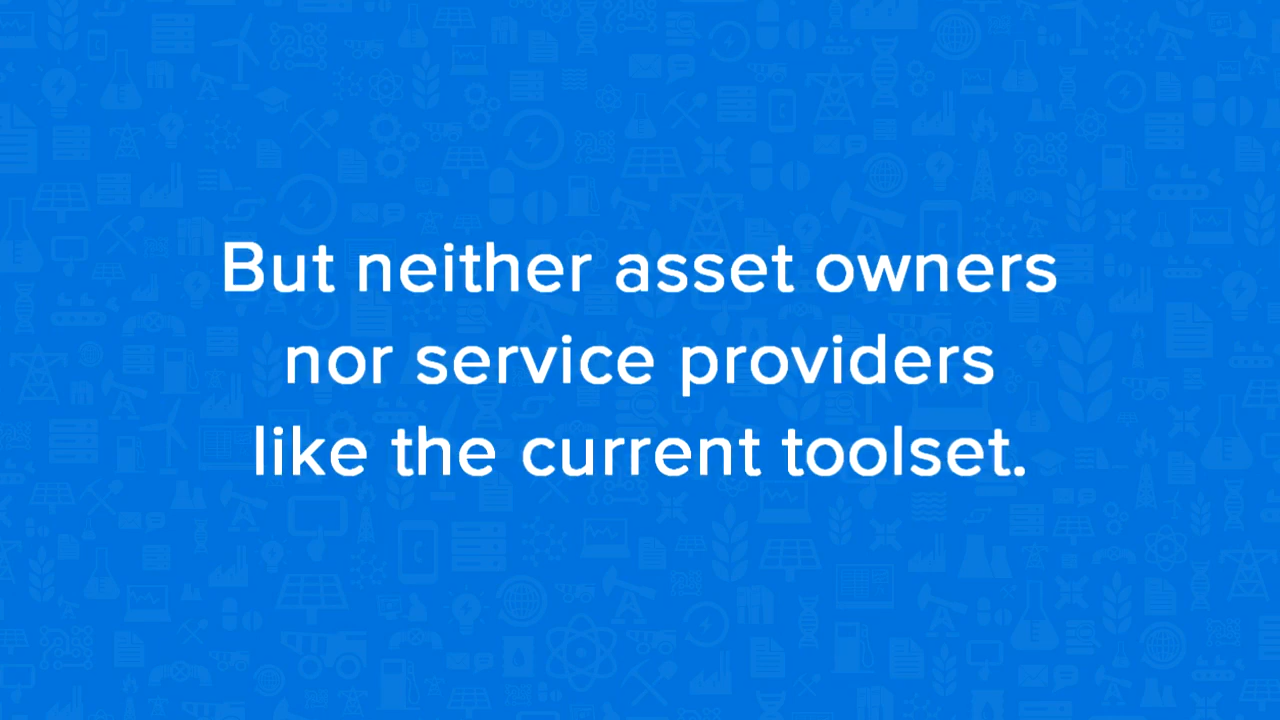 But neither asset owners
nor service providers
like the current toolset.